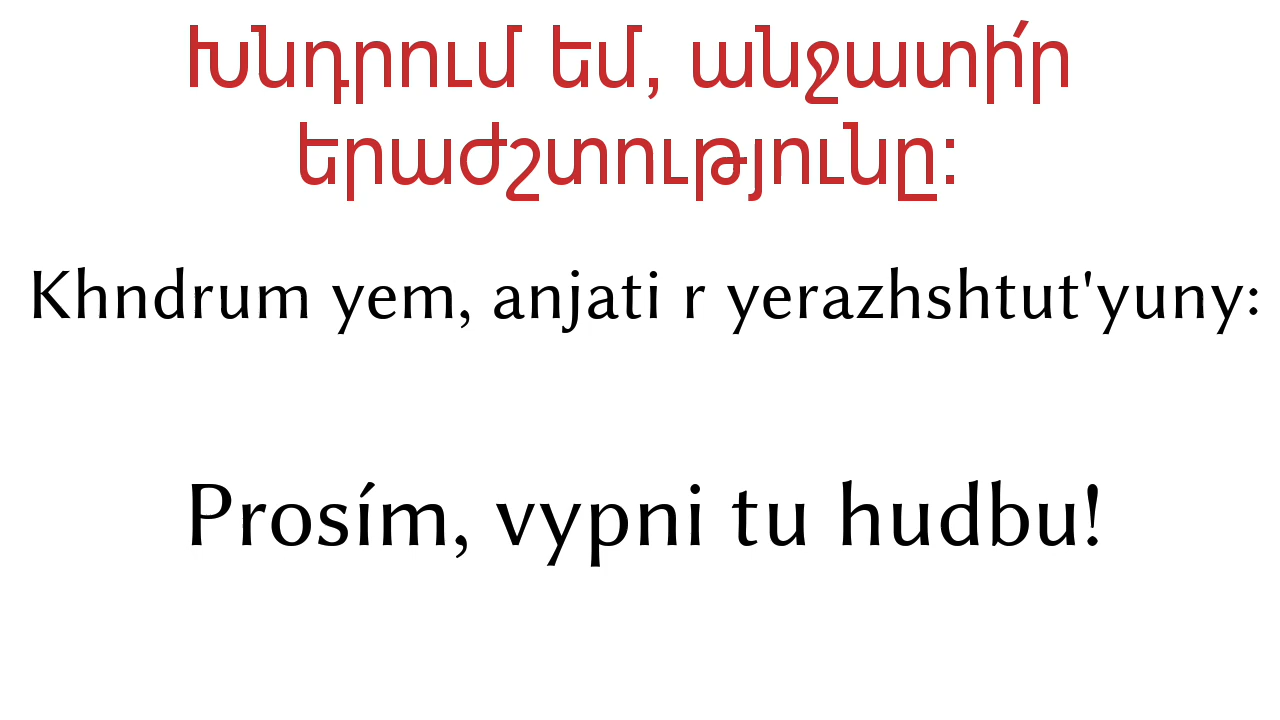 Խնդրում եմ, անջատի՛ր
երաժշտությունը:
Khndrum yem, anjati r yerazhshtut'yuny:
Prosím, vypni tu hudbu!